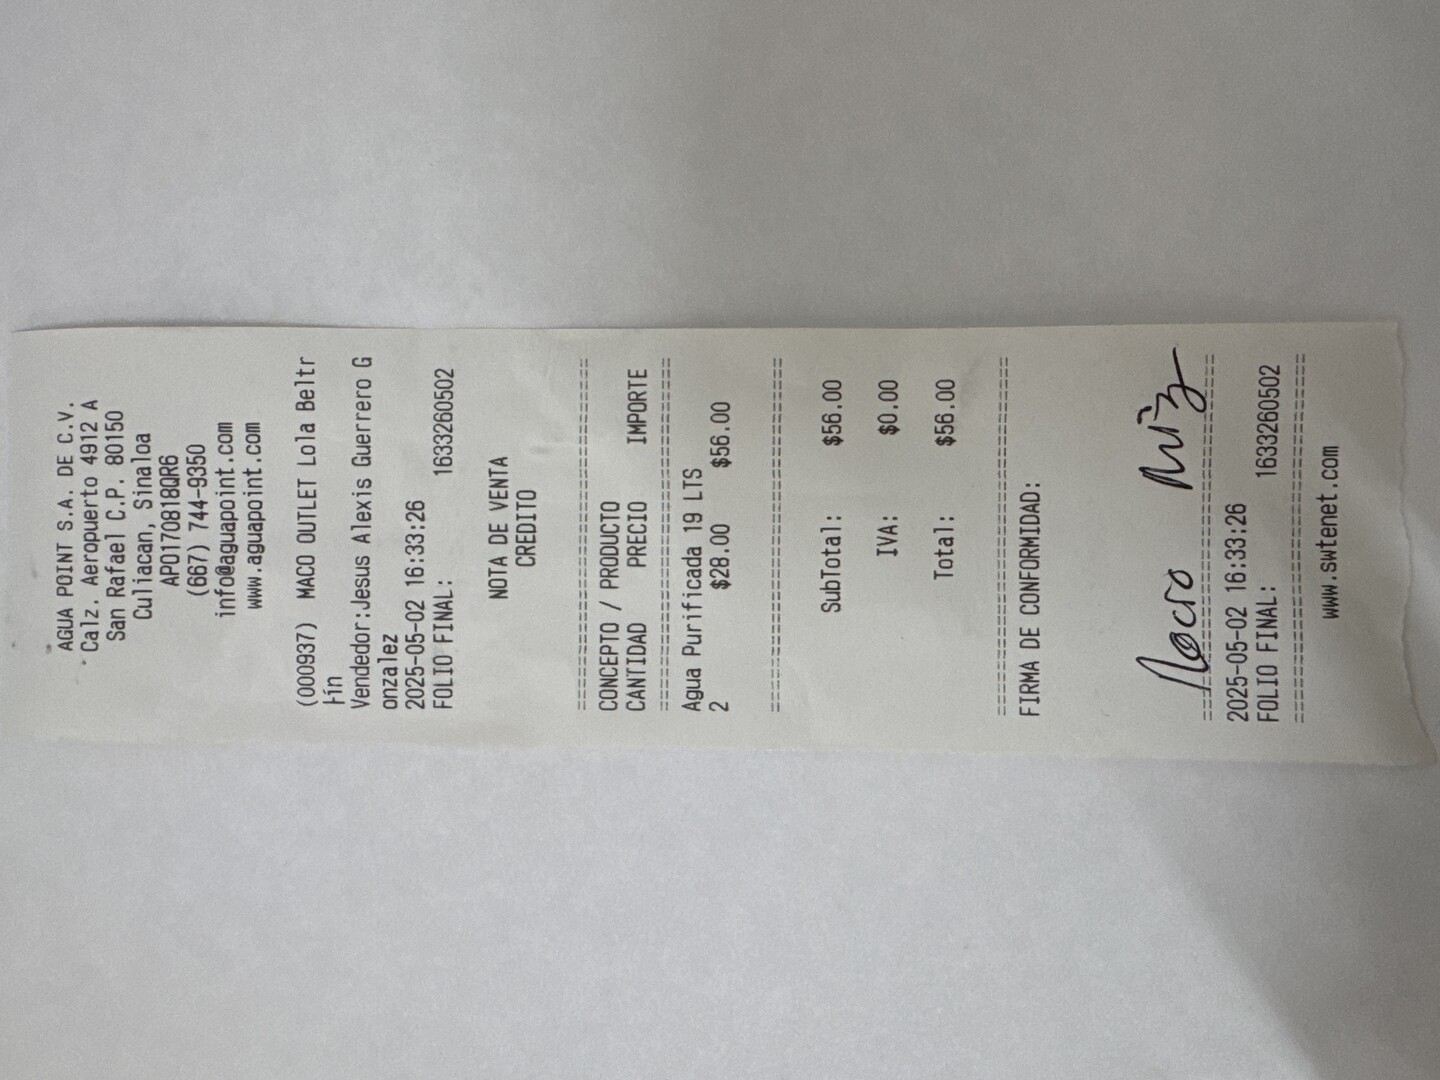 AGUA POINT S.A. DE C.V.
Calz. Aeropuerto 4912 A
San Rafael C.P. 80150
Culiacan, Sinaloa
APO170818QR6
(667) 744-9350
info@aguapoint.com
www.aguapoint.com
(000937) MACO OUTLET Lola Beltr
Vendedor:Jesus Alexis Guerrero G
onzalez
2025-05-02 16:33:26
FOLIO FINAL: 1633260502
NOTA DE VENTA
CREDITO
================================
CONCEPTO / PRODUCTO
CANTIDAD PRECIO IMPORTE
================================
Agua Purificada 19 LTS
2 $28.00 $56.00
================================
SubTotal: $56.00
IVA: $0.00
Total: $56.00
================================
FIRMA DE CONFORMIDAD:
================================
2025-05-02 16:33:26
FOLIO FINAL: 1633260502
================================
www.swtenet.com